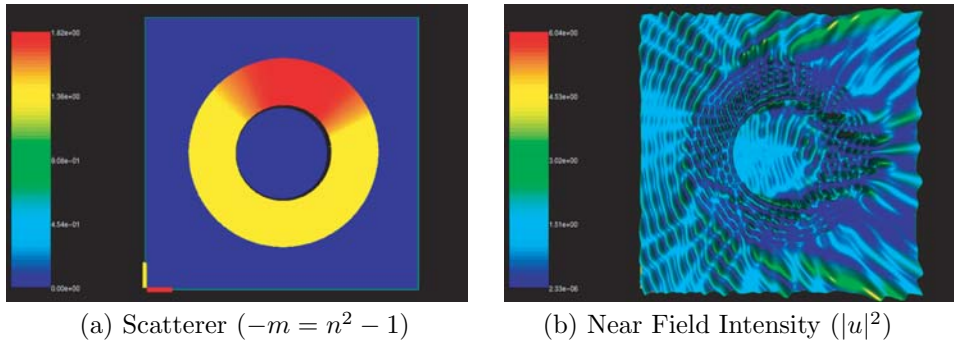 1.82e+00
1.36e+00
9.08e-01
4.54e-01
0.00e+00
6.04e+00
4.53e+00
3.02e+00
1.51e+00
2.33e-06
(a) Scatterer (−m = n² − 1)
(b) Near Field Intensity (|u|²)